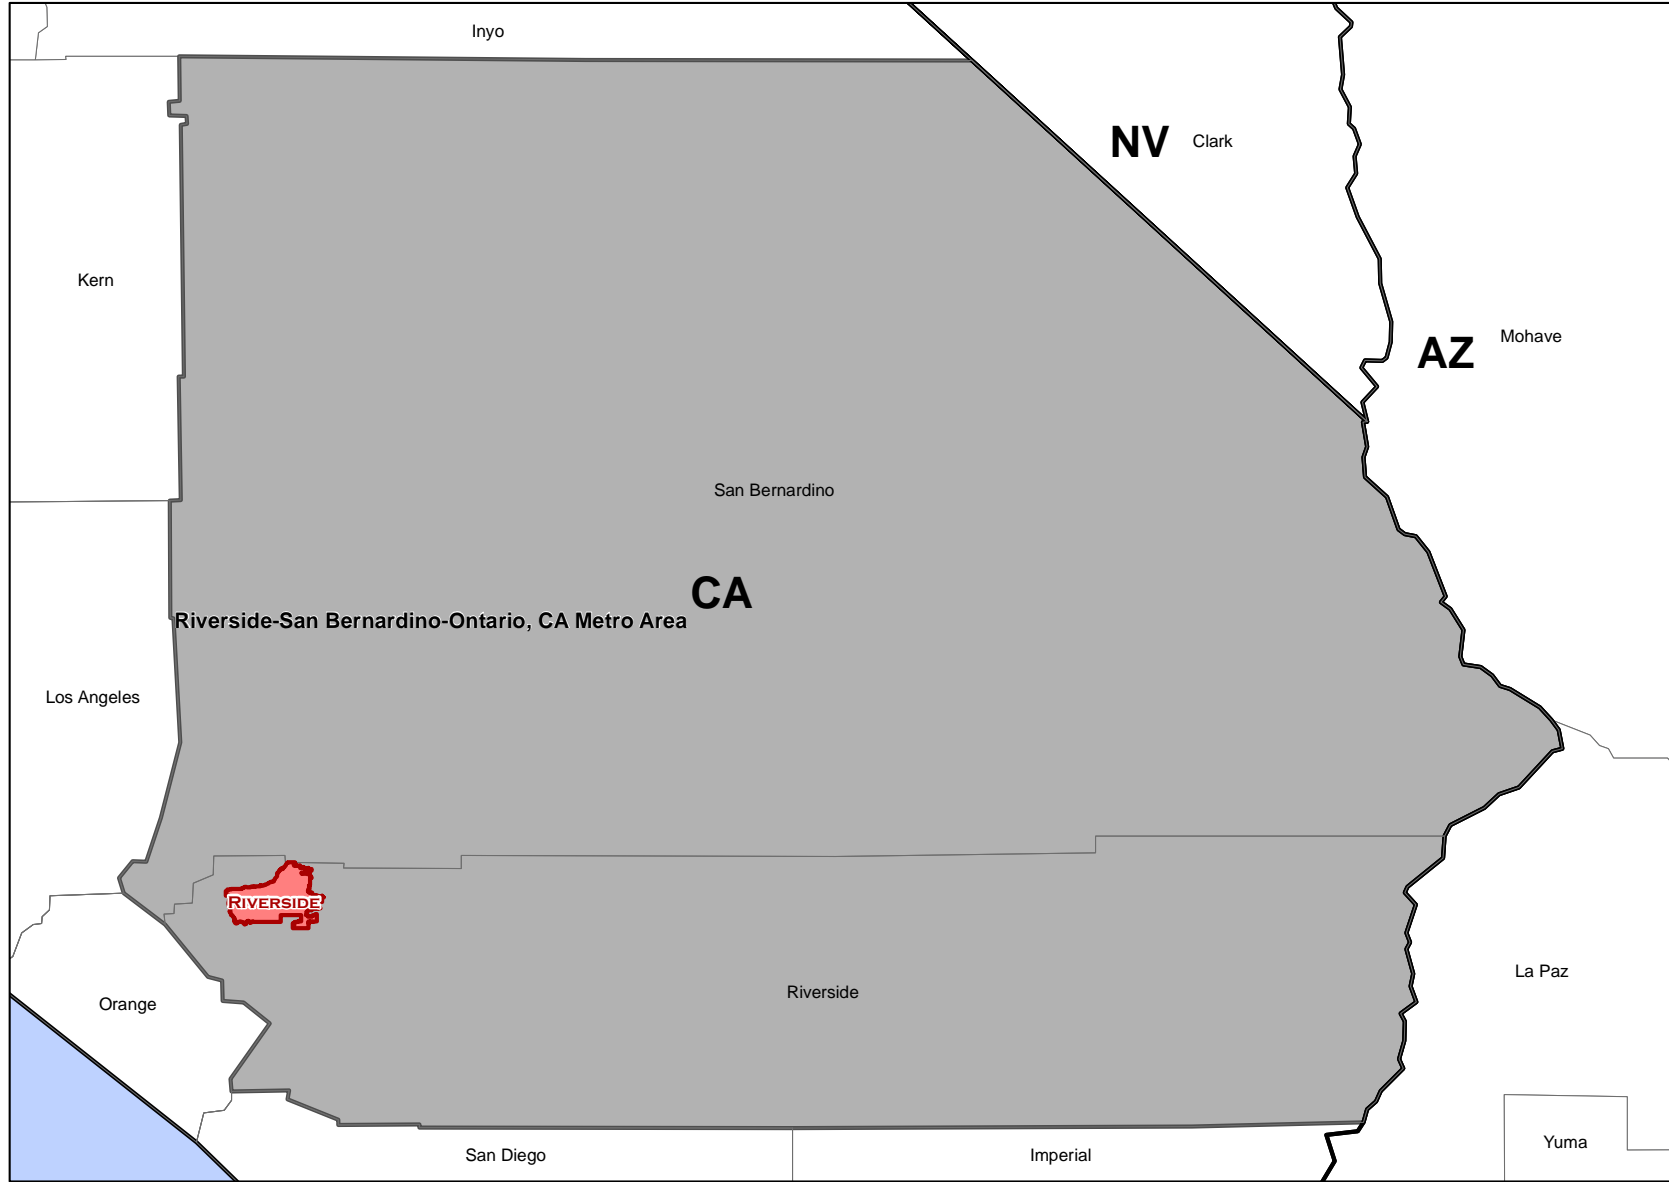 Inyo
NV
Clark
Kern
Mohave
AZ
San Bernardino
CA
Riverside-San Bernardino-Ontario, CA Metro Area
Los Angeles
RIVERSIDE
La Paz
Riverside
Orange
Yuma
San Diego
Imperial